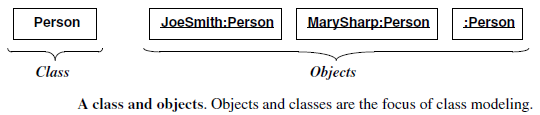 Person JoeSmith:Person MarySharp:Person :Person
Class Objects
A class and objects. Objects and classes are the focus of class modeling.